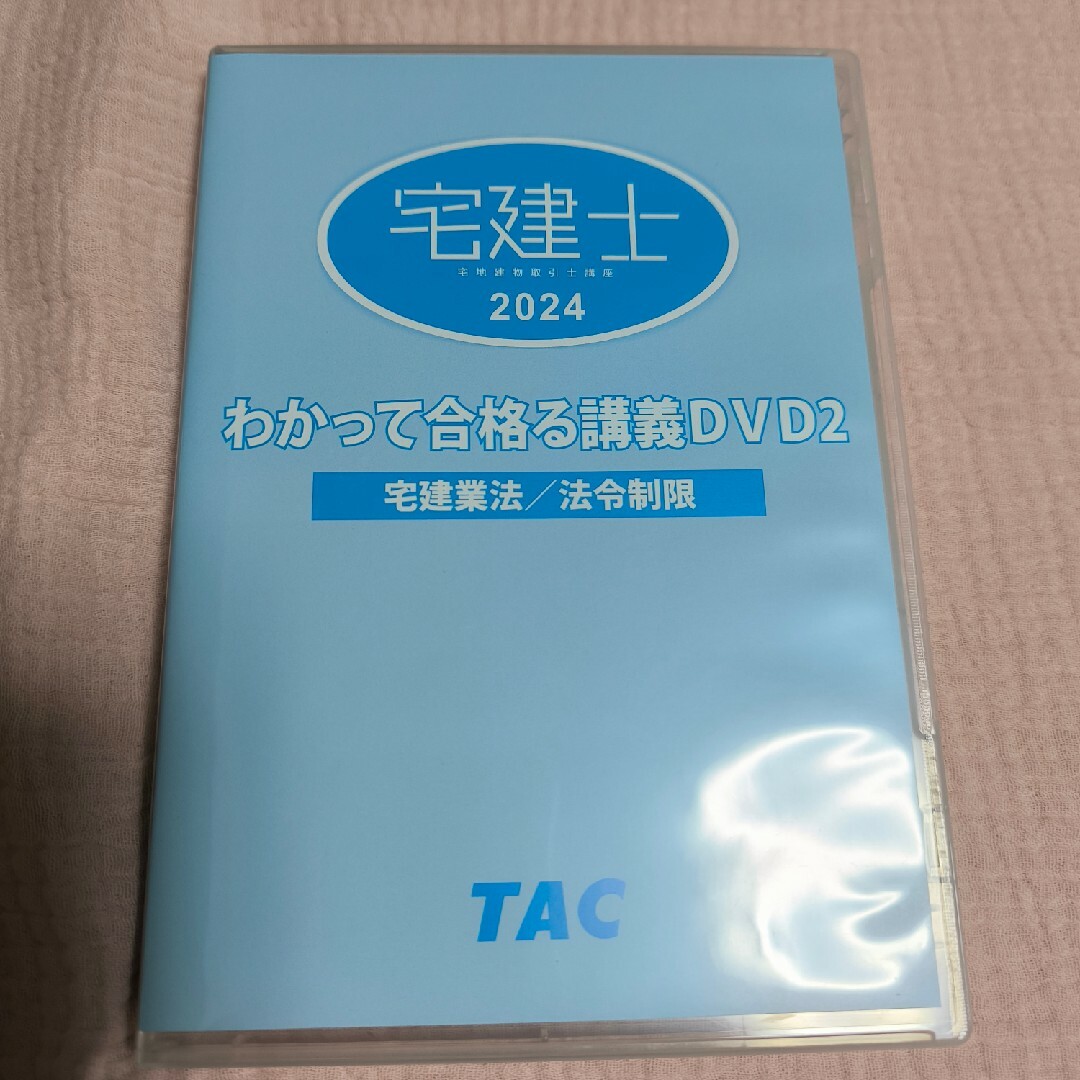 宅建士
宅地建物取引士講座
2024
わかって合格る講義DVD2
宅建業法／法令制限
TAC